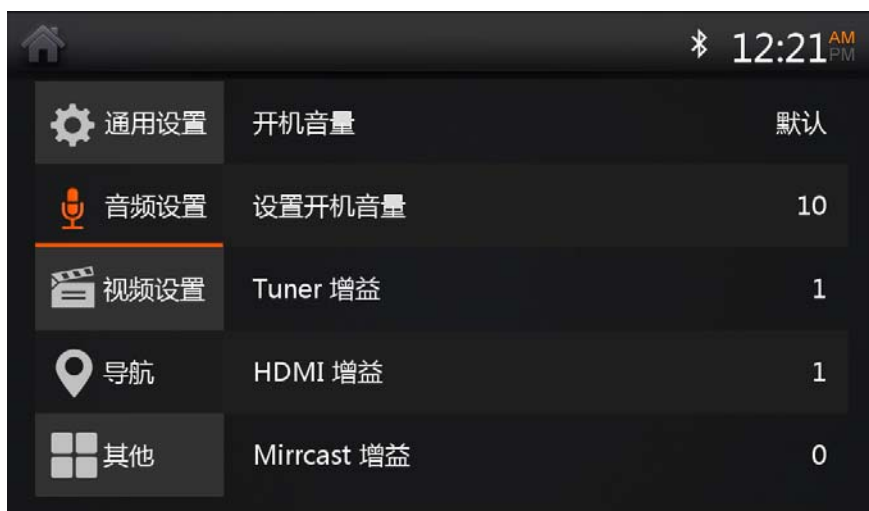 12:21 AM
PM
通用设置 开机音量 默认
音频设置 设置开机音量 10
视频设置 Tuner 增益 1
导航 HDMI 增益 1
其他 Mirrcast 增益 0